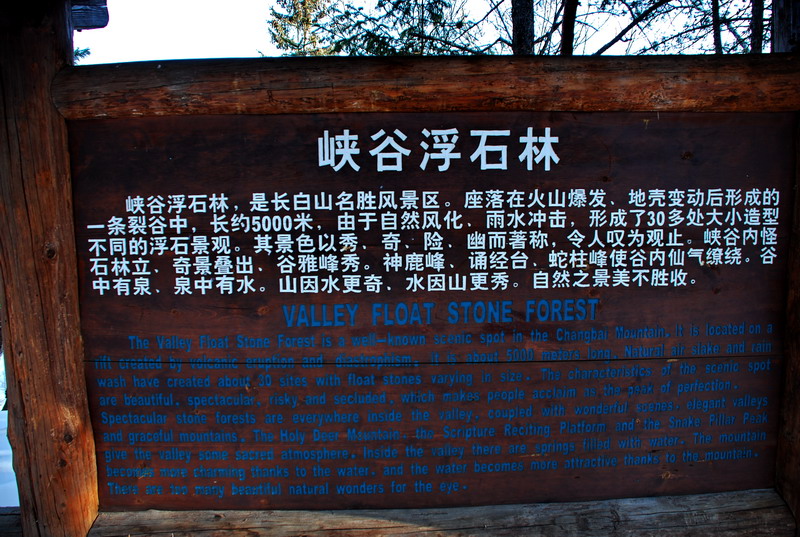 峡谷浮石林
峡谷浮石林，是长白山名胜风景区。座落在火山爆发、地壳变动后形成的
一条裂谷中，长约5000米，由于自然风化、雨水冲击，形成了30多处大小造型
不同的浮石景观。其景色以秀、奇、险、幽而著称，令人叹为观止。峡谷内怪
石林立、奇景叠出、谷雅峰秀。神鹿峰、诵经台、蛇柱峰使谷内仙气缭绕。谷
中有泉、泉中有水。山因水更奇、水因山更秀。自然之景美不胜收。
VALLEY FLOAT STONE FOREST
The Valley Float Stone Forest is a well-known scenic spot in the Changbai Mountain. It is located on a
rift created by volcanic eruption and diastrophism. It is about 5000 meters long. Natural air slake and rain
wash have created about 30 sites with float stones varying in size. The characteristics of the scenic spot
are beautiful, spectacular, risky, and secluded, which makes people acclaim as the peak of perfection.
Spectacular stone forests are everywhere inside the valley, coupled with wonderful scenes, elegant valleys
and graceful mountains. The Holy Deer Mountain, the Scripture Reciting Platform and the Snake Pillar Peak
give the valley some sacred atmosphere. Inside the valley there are springs filled with water. The mountain
becomes more charming thanks to the water, and the water becomes more attractive thanks to the mountain.
There are too many beautiful natural wonders for the eye.